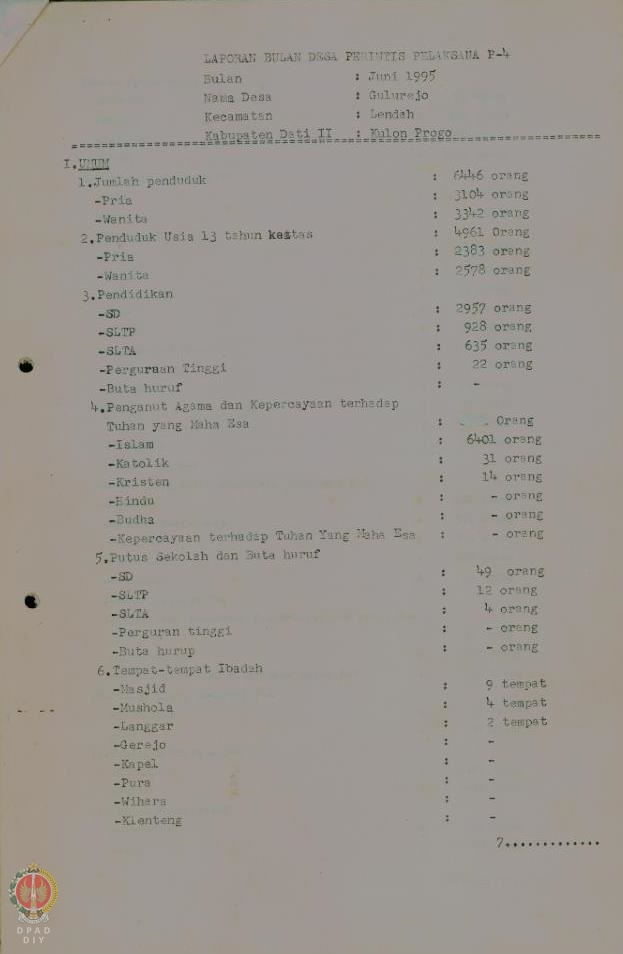 LAPORAN BULAN DESA PERINTIS PELAKSANA P-4
Bulan : Juni 1995
Nama Desa : Gulurejo
Kecamatan : Lendah
Kabupaten Dati II : Kulon Progo
I.UMUM
1.Jumlah penduduk : 6446 orang
-Pria : 3104 orang
-Wanita : 3342 orang
2.Penduduk Usia 13 tahun keatas : 4961 Orang
-Pria : 2383 orang
-Wanita : 2578 orang
3.Pendidikan
-SD : 2957 orang
-SLTP : 928 orang
-SLTA : 635 orang
-Perguruan Tinggi : 22 orang
-Buta huruf : -
4.Penganut Agama dan Kepercayaan terhadap
Tuhan yang Maha Esa : Orang
-Islam : 6401 orang
-Katolik : 31 orang
-Kristen : 14 orang
-Hindu : - orang
-Budha : - orang
-Kepercayaan terhadap Tuhan Yang Maha Esa : - orang
5.Putus Sekolah dan Buta huruf
-SD : 49 orang
-SLTP : 12 orang
-SLTA : 4 orang
-Perguran tinggi : - orang
-Buta hurup : - orang
6.Tempat-tempat Ibadah
-Masjid : 9 tempat
-Mushola : 4 tempat
-Langgar : 2 tempat
-Gerejo : -
-Kapel : -
-Pura : -
-Wihara : -
-Klenteng : -
7.............
DPAD
DIY